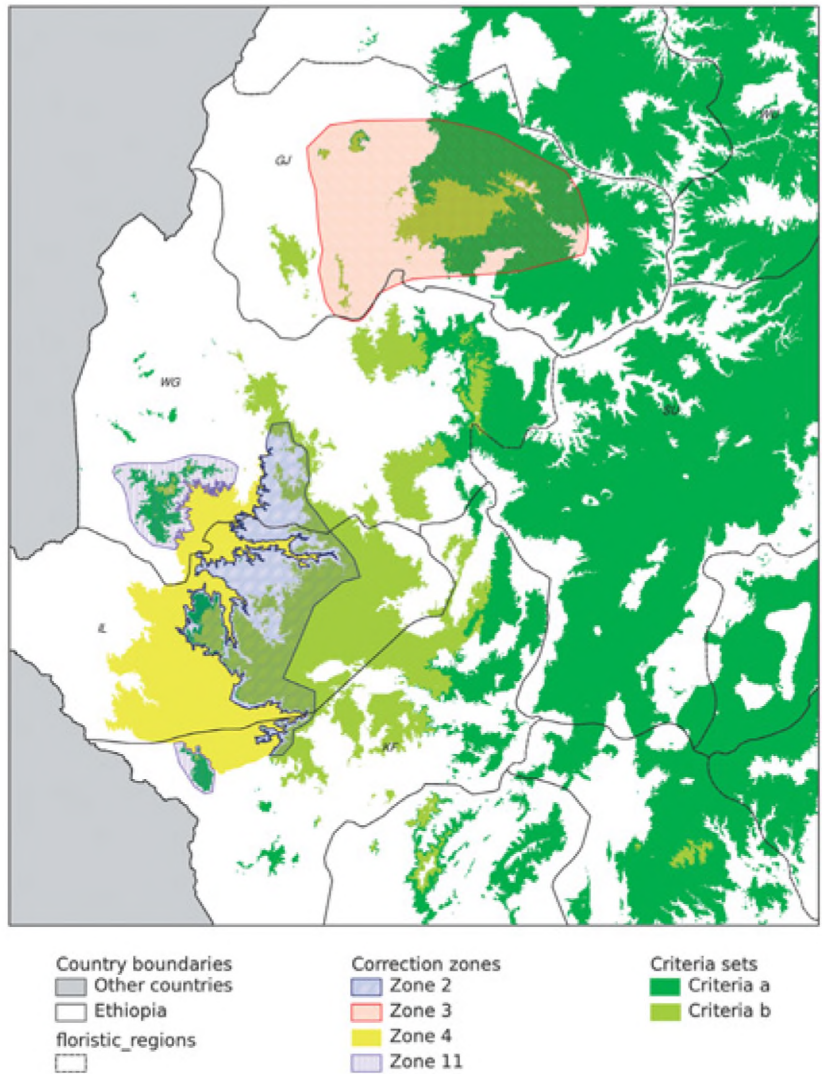 GJ
WG
SU
IL
KF
Country boundaries
Other countries
Ethiopia
floristic_regions
Correction zones
Zone 2
Zone 3
Zone 4
Zone 11
Criteria sets
Criteria a
Criteria b